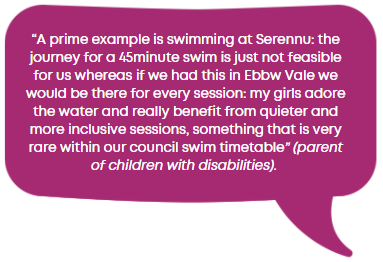 “A prime example is swimming at Serennu: the
journey for a 45minute swim is just not feasible
for us whereas if we had this in Ebbw Vale we
would be there for every session: my girls adore
the water and really benefit from quieter and
more inclusive sessions, something that is very
rare within our council swim timetable” (parent
of children with disabilities).